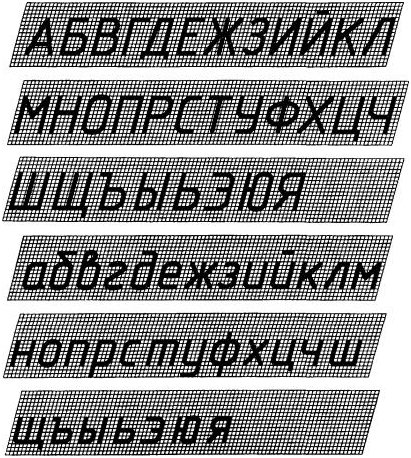 АБВГДЕЖЗИЙКЛ
МНОПРСТУФХЦЧ
ШЩЪЫЬЭЮЯ
абвгдежзийклм
нопрстуфхцчш
щъыьэюя